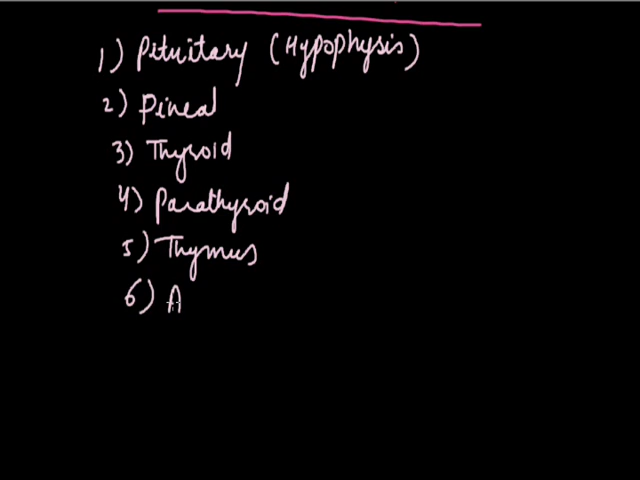 1) Pituitary (Hypophysis)
2) Pineal
3) Thyroid
4) Parathyroid
5) Thymus
6) A